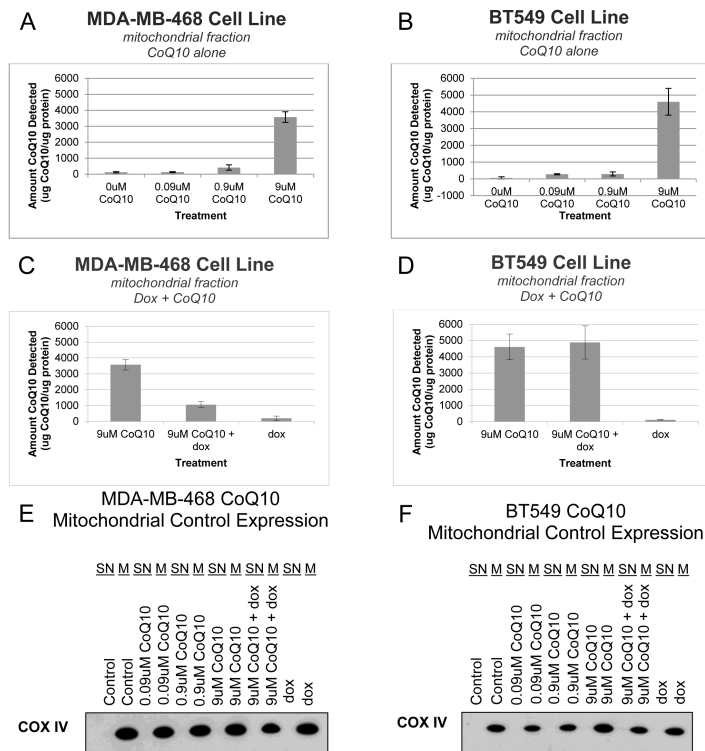 A
MDA-MB-468 Cell Line
mitochondrial fraction
CoQ10 alone
Amount CoQ10 Detected
(ug CoQ10/ug protein)
6000
5000
4000
3000
2000
1000
0
0uM CoQ10
0.09uM CoQ10
0.9uM CoQ10
9uM CoQ10
Treatment
B
BT549 Cell Line
mitochondrial fraction
CoQ10 alone
Amount CoQ10 Detected
(ug CoQ10/ug protein)
6000
5000
4000
3000
2000
1000
0
-1000
0uM CoQ10
0.09uM CoQ10
0.9uM CoQ10
9uM CoQ10
Treatment
C
MDA-MB-468 Cell Line
mitochondrial fraction
Dox + CoQ10
Amount CoQ10 Detected
(ug CoQ10/ug protein)
6000
5000
4000
3000
2000
1000
0
9uM CoQ10
9uM CoQ10 + dox
dox
Treatment
D
BT549 Cell Line
mitochondrial fraction
Dox + CoQ10
Amount CoQ10 Detected
(ug CoQ10/ug protein)
6000
5000
4000
3000
2000
1000
0
9uM CoQ10
9uM CoQ10 + dox
dox
Treatment
E
MDA-MB-468 CoQ10
Mitochondrial Control Expression
SN M SN M SN M SN M SN M SN M
Control
Control
0.09uM CoQ10
0.09uM CoQ10
0.9uM CoQ10
0.9uM CoQ10
9uM CoQ10
9uM CoQ10
9uM CoQ10 + dox
9uM CoQ10 + dox
dox
dox
COX IV
F
BT549 CoQ10
Mitochondrial Control Expression
SN M SN M SN M SN M SN M SN M
Control
Control
0.09uM CoQ10
0.09uM CoQ10
0.9uM CoQ10
0.9uM CoQ10
9uM CoQ10
9uM CoQ10
9uM CoQ10 + dox
9uM CoQ10 + dox
dox
dox
COX IV